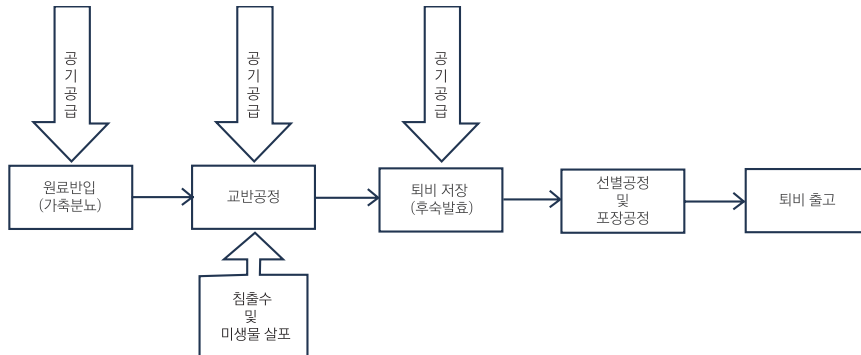 공
기
공
급
공
기
공
급
공
기
공
급
원료반입
(가축분뇨)
교반공정
퇴비 저장
(후숙발효)
선별공정
및
포장공정
퇴비 출고
침출수
및
미생물 살포